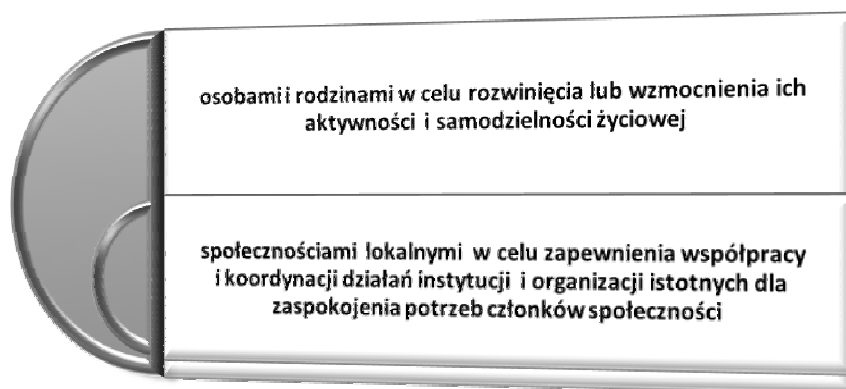 osobami i rodzinami w celu rozwinięcia lub wzmocnienia ich
aktywności i samodzielności życiowej
społecznościami lokalnymi w celu zapewnienia współpracy
i koordynacji działań instytucji i organizacji istotnych dla
zaspokojenia potrzeb członków społeczności